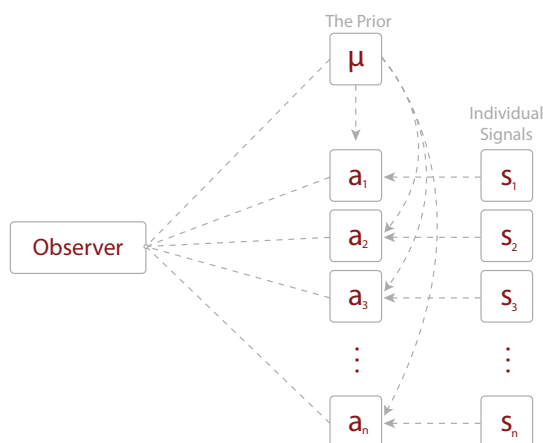 The Prior
μ
Individual
Signals
a₁
s₁
a₂
s₂
Observer
a₃
s₃
⋮
⋮
aₙ
sₙ